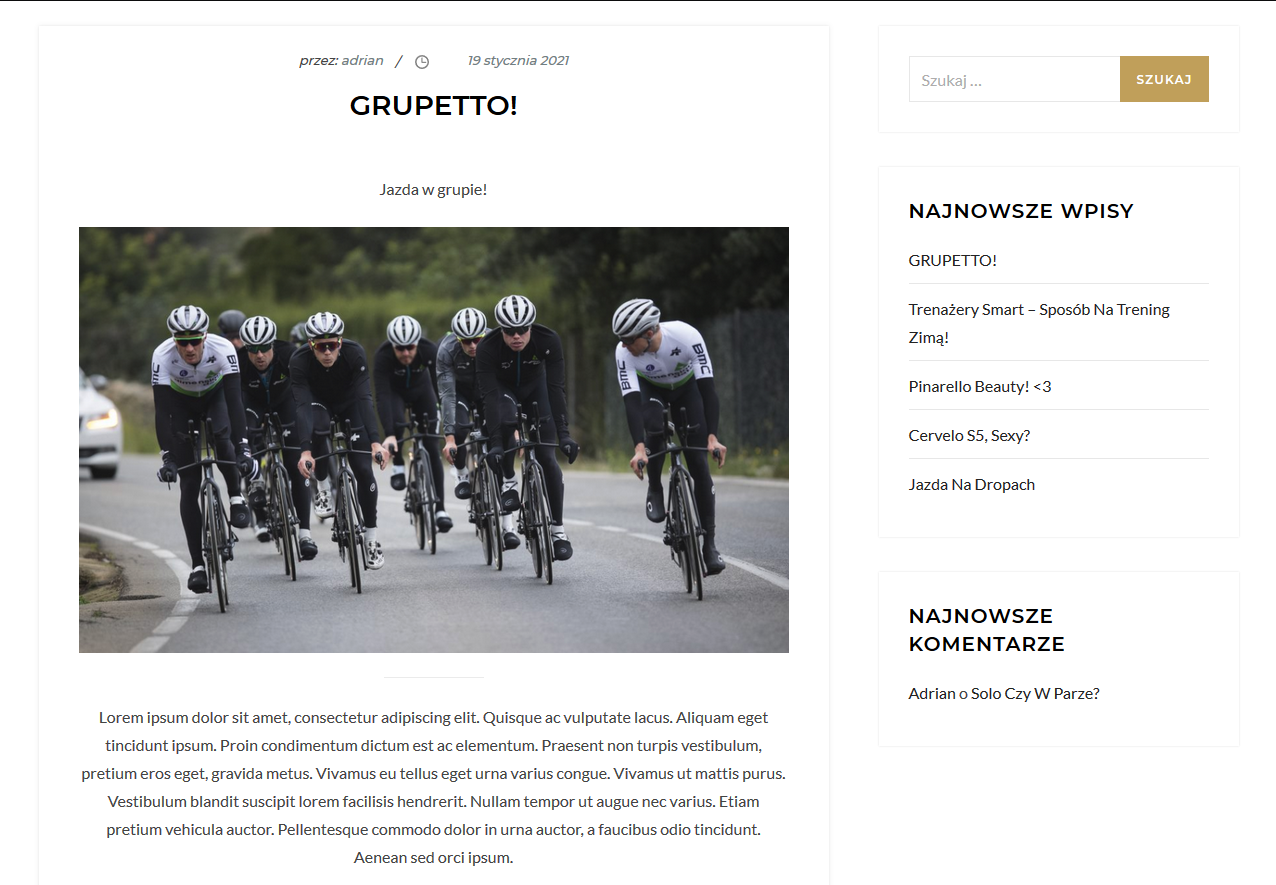 przez: adrian / 19 stycznia 2021
GRUPETTO!
Jazda w grupie!
BMC
BMC
BMC
BMC
Lorem ipsum dolor sit amet, consectetur adipiscing elit. Quisque ac vulputate lacus. Aliquam eget
tincidunt ipsum. Proin condimentum dictum est ac elementum. Praesent non turpis vestibulum,
pretium eros eget, gravida metus. Vivamus eu tellus eget urna varius congue. Vivamus ut mattis purus.
Vestibulum blandit suscipit lorem facilisis hendrerit. Nullam tempor ut augue nec varius. Etiam
pretium vehicula auctor. Pellentesque commodo dolor in urna auctor, a faucibus odio tincidunt.
Aenean sed orci ipsum.
Szukaj …
SZUKAJ
NAJNOWSZE WPISY
GRUPETTO!
Trenażery Smart – Sposób Na Trening
Zimą!
Pinarello Beauty! <3
Cervelo S5, Sexy?
Jazda Na Dropach
NAJNOWSZE
KOMENTARZE
Adrian o Solo Czy W Parze?